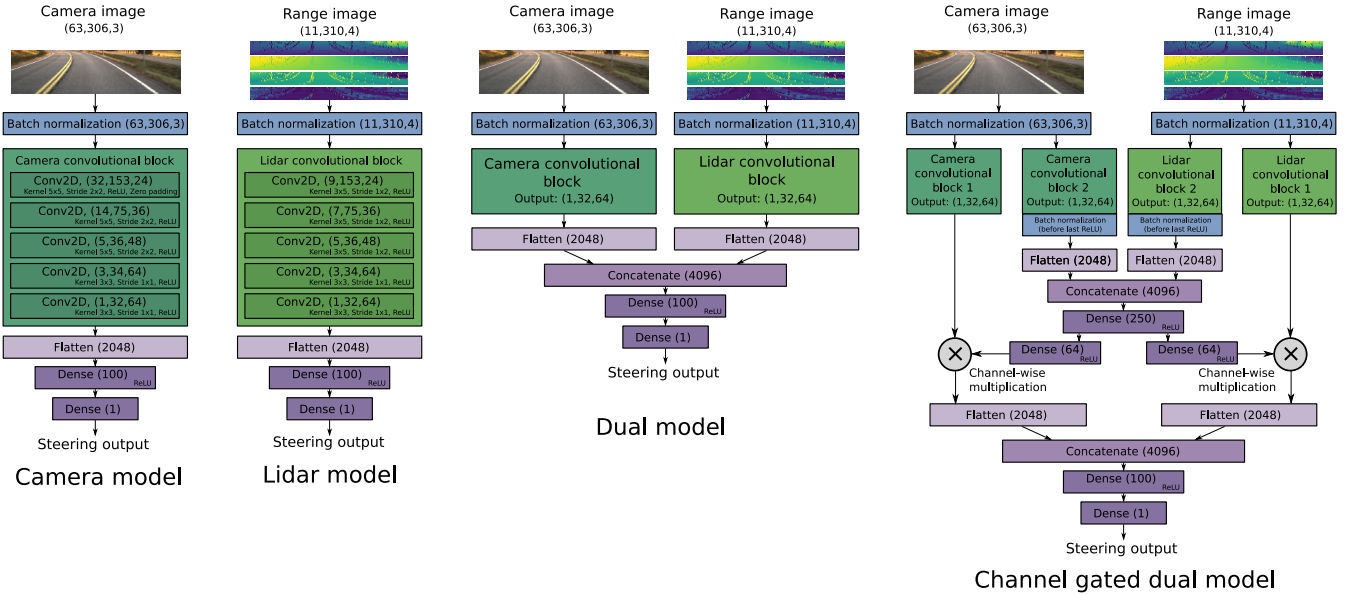 Camera image
(63,306,3)
Batch normalization (63,306,3)
Camera convolutional block
Conv2D, (32,153,24)
Kernel 5x5, Stride 2x2, ReLU, Zero padding
Conv2D, (14,75,36)
Kernel 5x5, Stride 2x2, ReLU
Conv2D, (5,36,48)
Kernel 5x5, Stride 2x2, ReLU
Conv2D, (3,34,64)
Kernel 3x3, Stride 1x1, ReLU
Conv2D, (1,32,64)
Kernel 3x3, Stride 1x1, ReLU
Flatten (2048)
Dense (100)
ReLU
Dense (1)
Steering output
Camera model
Range image
(11,310,4)
Batch normalization (11,310,4)
Lidar convolutional block
Conv2D, (9,153,24)
Kernel 3x5, Stride 1x2, ReLU
Conv2D, (7,75,36)
Kernel 3x5, Stride 1x2, ReLU
Conv2D, (5,36,48)
Kernel 3x5, Stride 1x2, ReLU
Conv2D, (3,34,64)
Kernel 3x3, Stride 1x1, ReLU
Conv2D, (1,32,64)
Kernel 3x3, Stride 1x1, ReLU
Flatten (2048)
Dense (100)
ReLU
Dense (1)
Steering output
Lidar model
Camera image
(63,306,3)
Range image
(11,310,4)
Batch normalization (63,306,3)
Batch normalization (11,310,4)
Camera convolutional
block
Output: (1,32,64)
Lidar convolutional
block
Output: (1,32,64)
Flatten (2048)
Flatten (2048)
Concatenate (4096)
Dense (100)
ReLU
Dense (1)
Steering output
Dual model
Camera image
(63,306,3)
Range image
(11,310,4)
Batch normalization (63,306,3)
Batch normalization (11,310,4)
Camera
convolutional
block 1
Output: (1,32,64)
Camera
convolutional
block 2
Output: (1,32,64)
Batch normalization
(before last ReLU)
Lidar
convolutional
block 2
Output: (1,32,64)
Batch normalization
(before last ReLU)
Lidar
convolutional
block 1
Output: (1,32,64)
Flatten (2048)
Flatten (2048)
Concatenate (4096)
Dense (250)
ReLU
Dense (64)
ReLU
Dense (64)
ReLU
Channel-wise
multiplication
Channel-wise
multiplication
Flatten (2048)
Flatten (2048)
Concatenate (4096)
Dense (100)
ReLU
Dense (1)
Steering output
Channel gated dual model